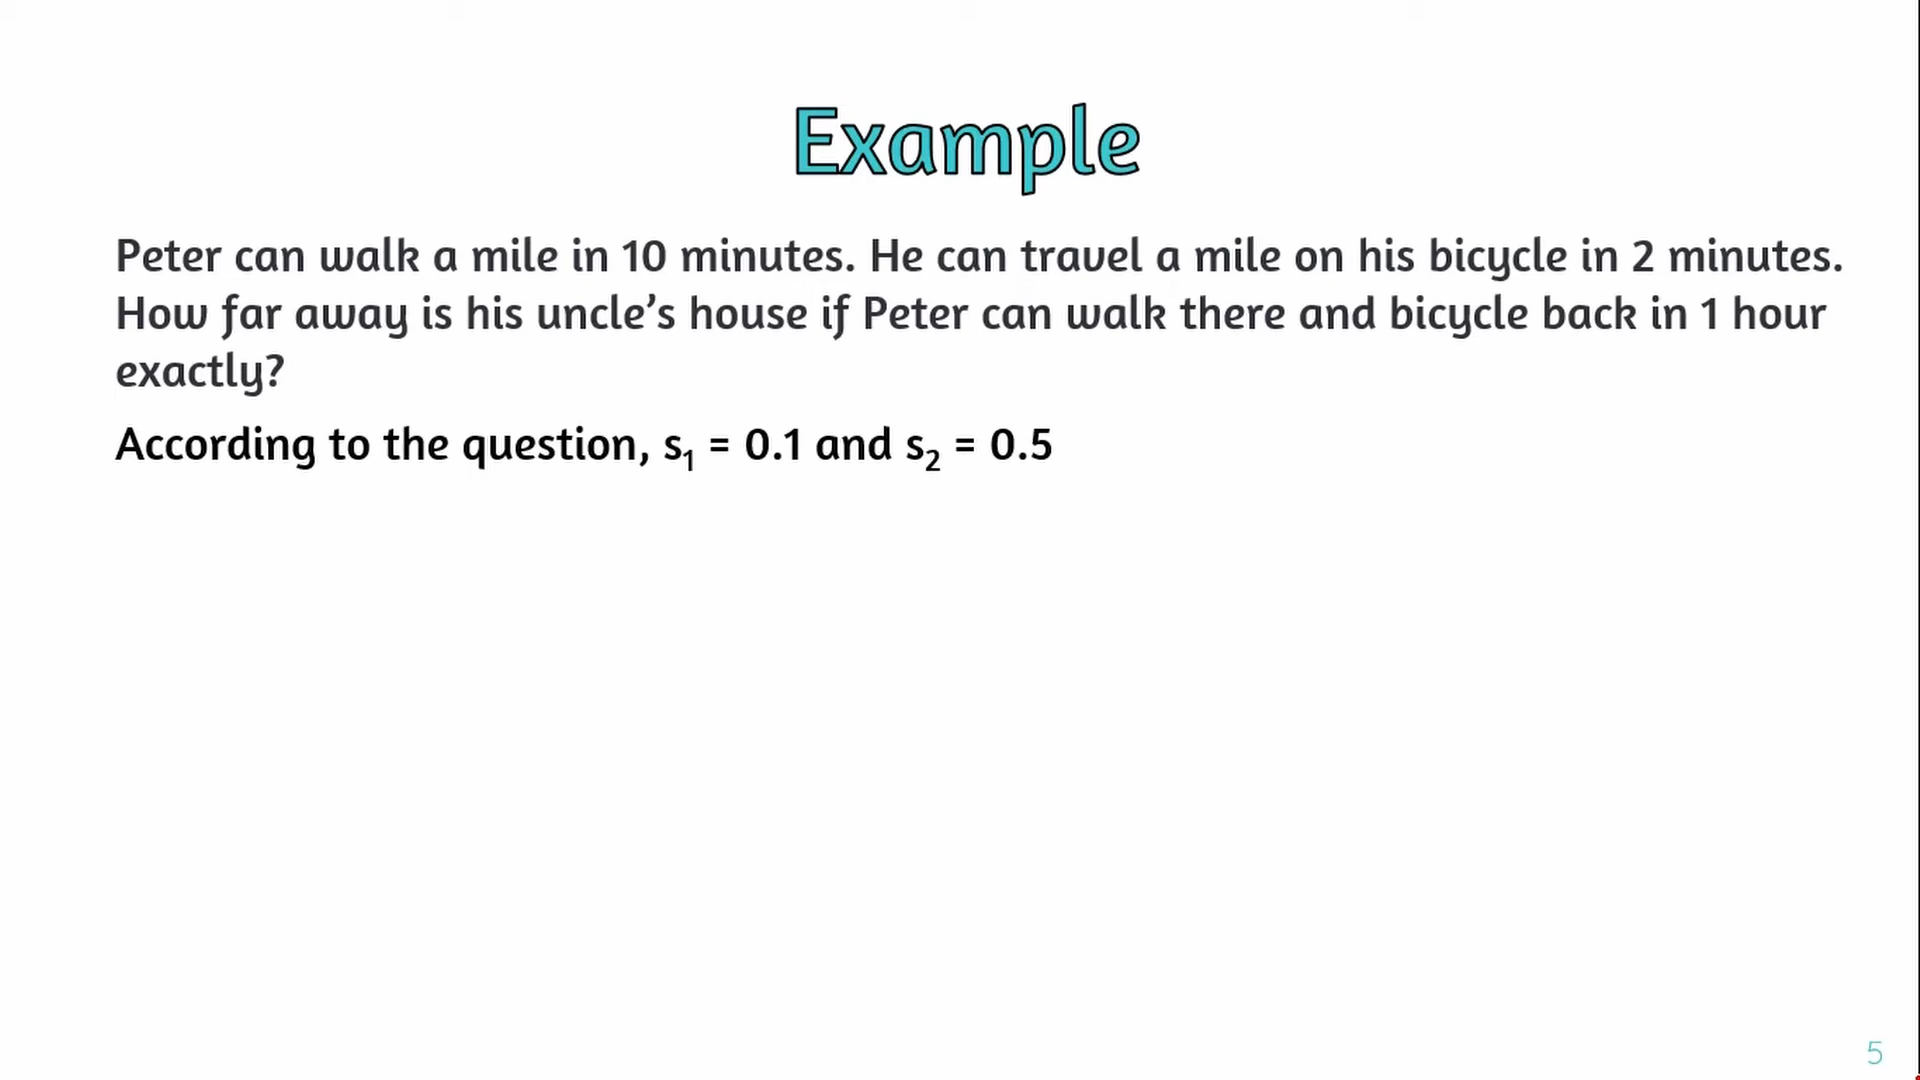 Example
Peter can walk a mile in 10 minutes. He can travel a mile on his bicycle in 2 minutes.
How far away is his uncle’s house if Peter can walk there and bicycle back in 1 hour
exactly?
According to the question, s₁ = 0.1 and s₂ = 0.5
5